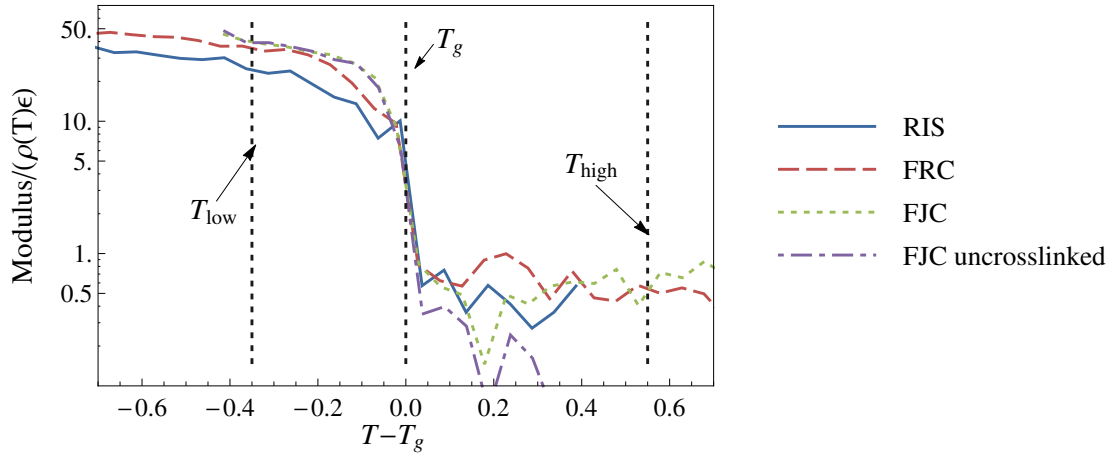 50.
10.
5.
1.
0.5
Modulus/(ρ(T)ϵ)
T_g
T_low
T_high
−0.6
−0.4
−0.2
0.0
0.2
0.4
0.6
T−T_g
RIS
FRC
FJC
FJC uncrosslinked